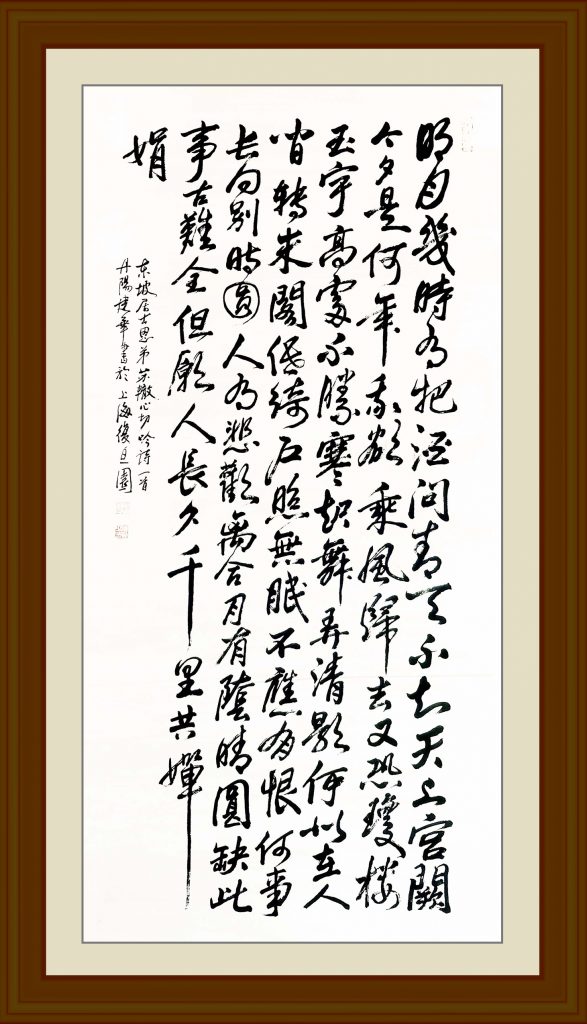 明月幾時有把酒問青天不知天上宮闕
今夕是何年我欲乘風歸去又恐瓊樓
玉宇高處不勝寒起舞弄清影何似在人
間轉朱閣低綺户照無眠不應有恨何事
長向別時圓人有悲歡離合月有陰晴圓缺此
事古難全但願人長久千里共嬋
娟
东坡居士思弟苏轍心切吟诗一首
丹陽捷華書於上海復旦園